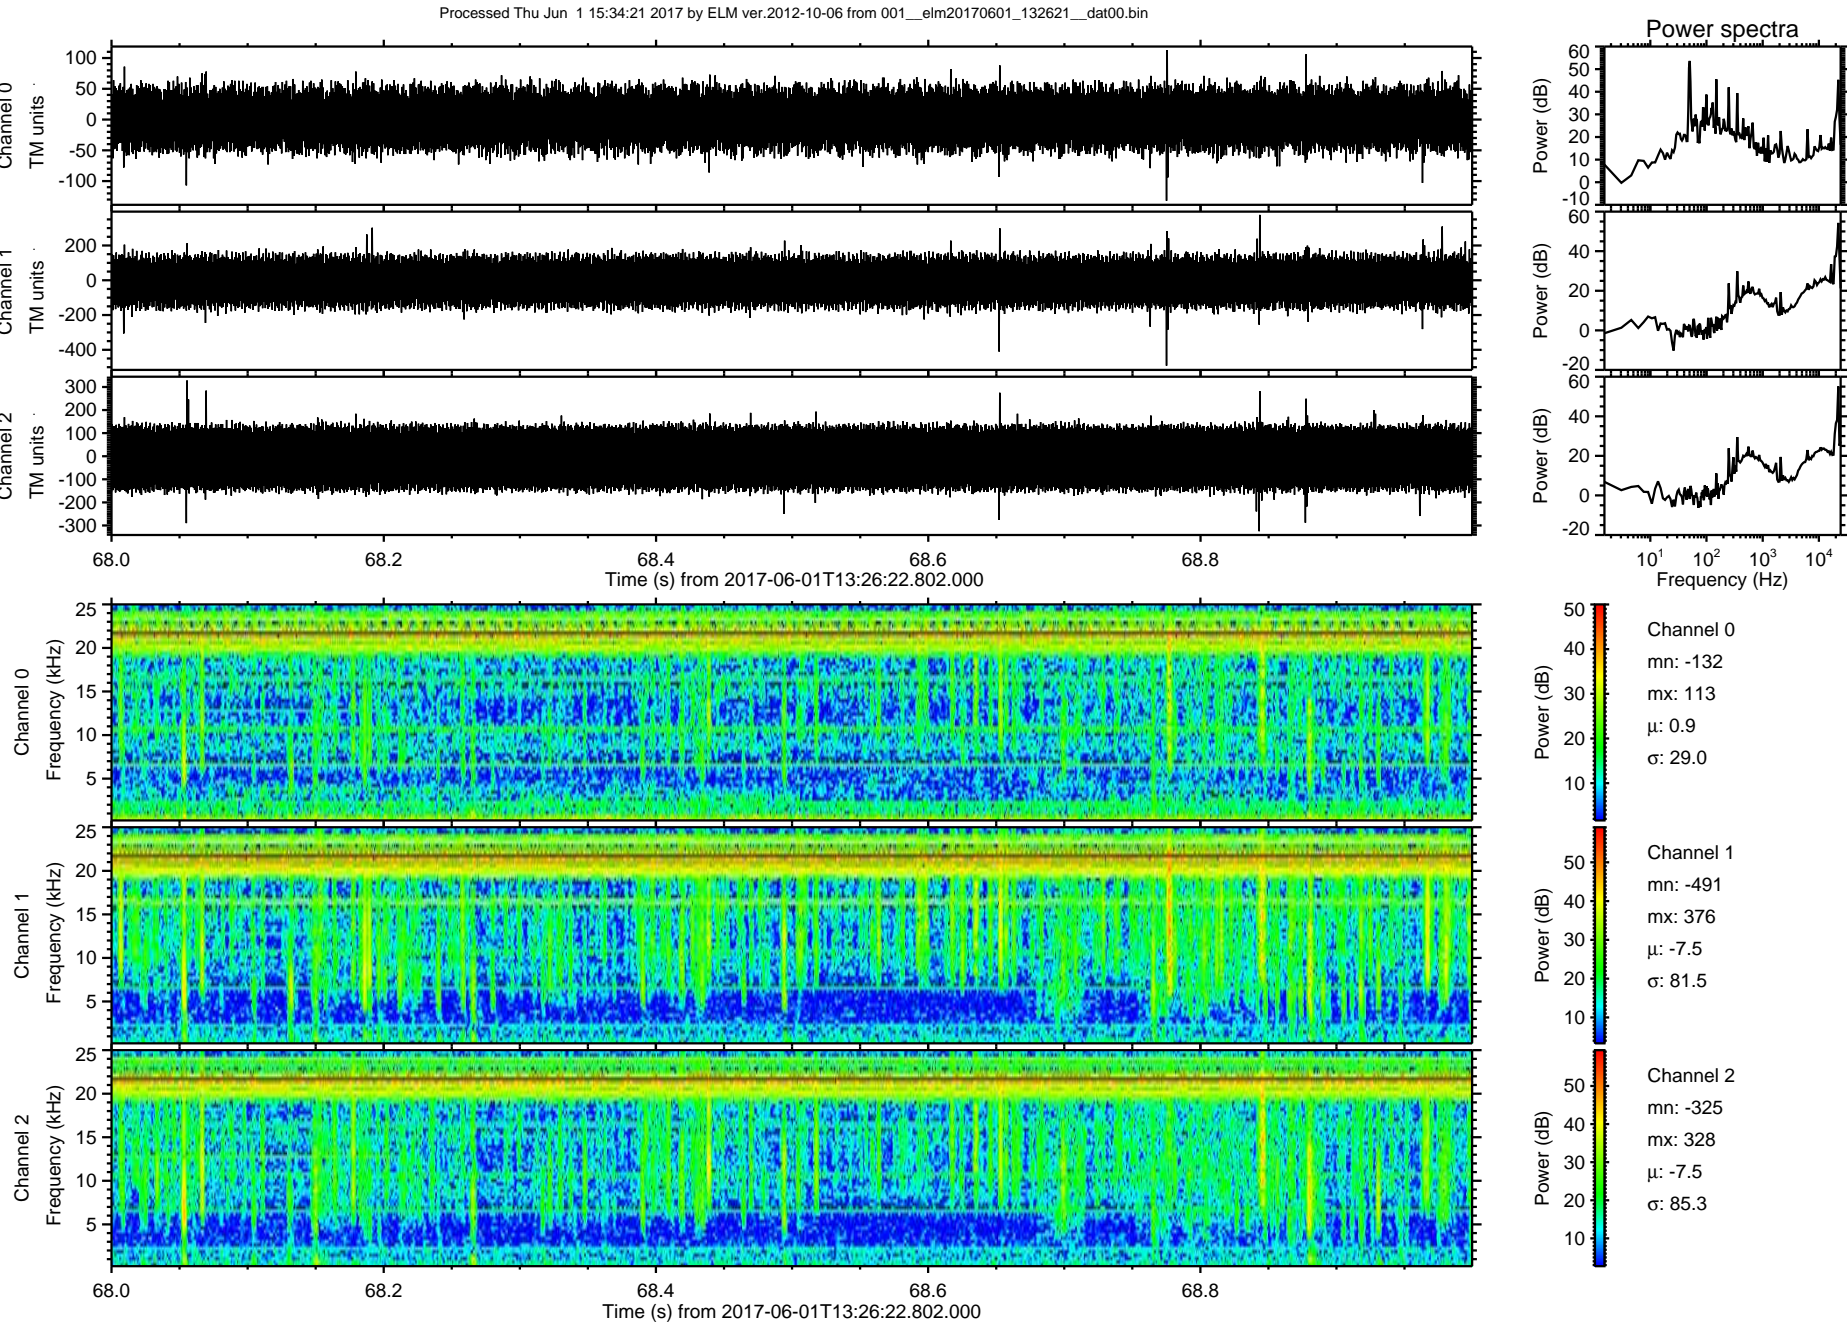 Processed Thu Jun  1 15:34:21 2017 by ELM ver.2012-10-06 from 001__elm20170601_132621__dat00.bin
Power spectra
Channel 0
TM units
100
50
0
-50
-100
Power (dB)
60
50
40
30
20
10
0
-10
Channel 1
TM units
200
0
-200
-400
Power (dB)
60
40
20
0
-20
Channel 2
TM units
300
200
100
0
-100
-200
-300
Power (dB)
60
40
20
0
-20
68.0 68.2 68.4 68.6 68.8
Time (s) from 2017-06-01T13:26:22.802.000
10^1 10^2 10^3 10^4
Frequency (Hz)
Channel 0
Frequency (kHz)
25
20
15
10
5
Power (dB)
50
40
30
20
10
Channel 0
mn: -132
mx: 113
μ: 0.9
σ: 29.0
Channel 1
Frequency (kHz)
25
20
15
10
5
Power (dB)
50
40
30
20
10
Channel 1
mn: -491
mx: 376
μ: -7.5
σ: 81.5
Channel 2
Frequency (kHz)
25
20
15
10
5
Power (dB)
50
40
30
20
10
Channel 2
mn: -325
mx: 328
μ: -7.5
σ: 85.3
68.0 68.2 68.4 68.6 68.8
Time (s) from 2017-06-01T13:26:22.802.000